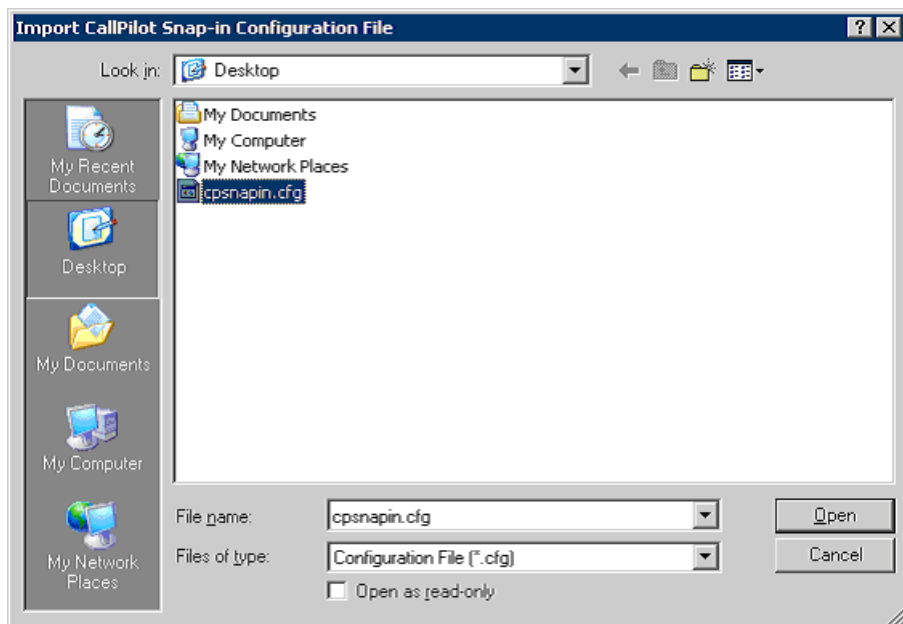 Import CallPilot Snap-in Configuration File
Look in:
Desktop
My Recent
Documents
Desktop
My Documents
My Computer
My Network
Places
My Documents
My Computer
My Network Places
cpsnapin.cfg
File name:
cpsnapin.cfg
Open
Files of type:
Configuration File (*.cfg)
Cancel
Open as read-only